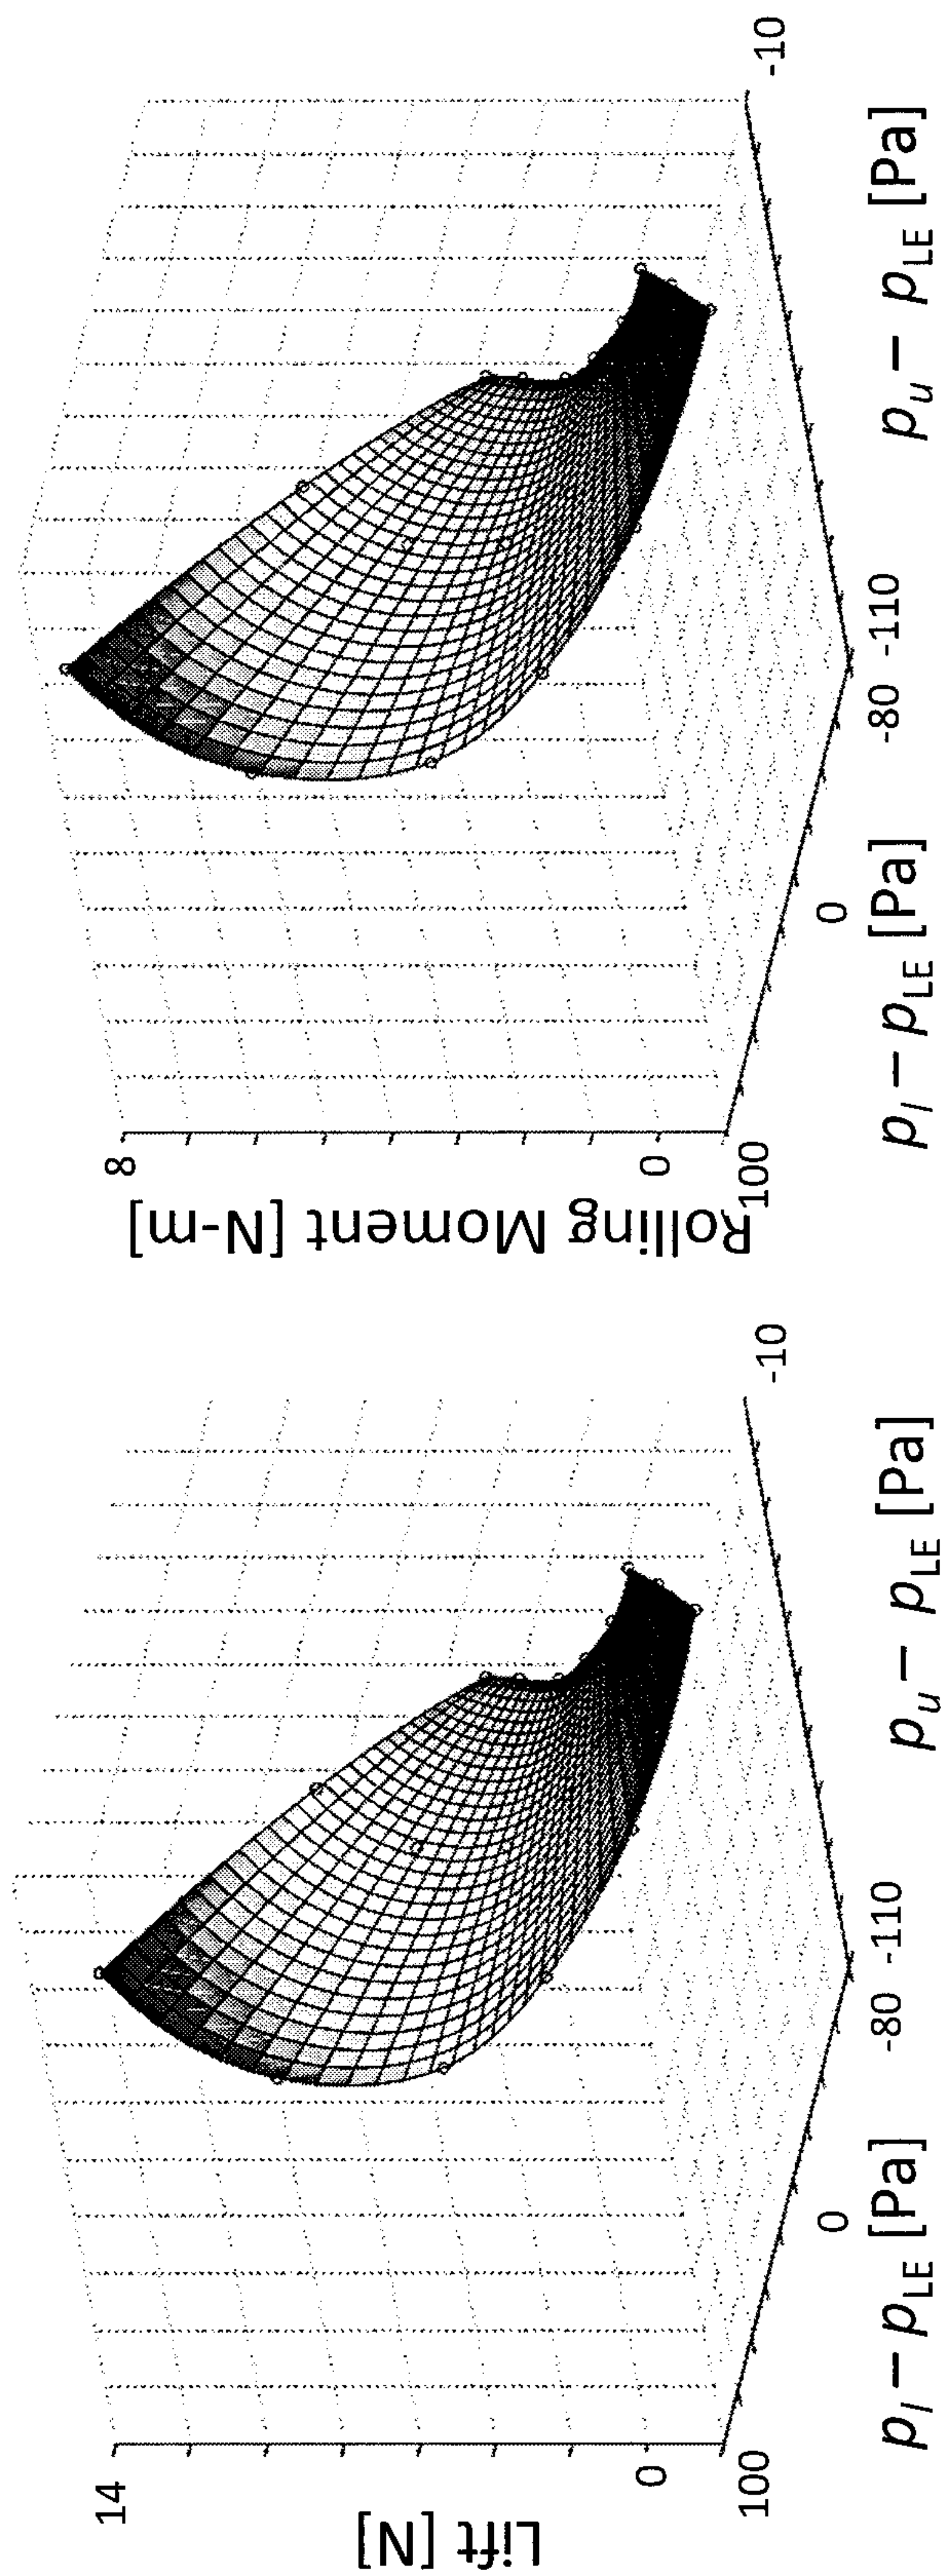 14
Lift [N]
0
100
0
-80
-110
-10
p_l − p_LE [Pa]
p_u − p_LE [Pa]
8
Rolling Moment [N-m]
0
100
0
-80
-110
-10
p_l − p_LE [Pa]
p_u − p_LE [Pa]